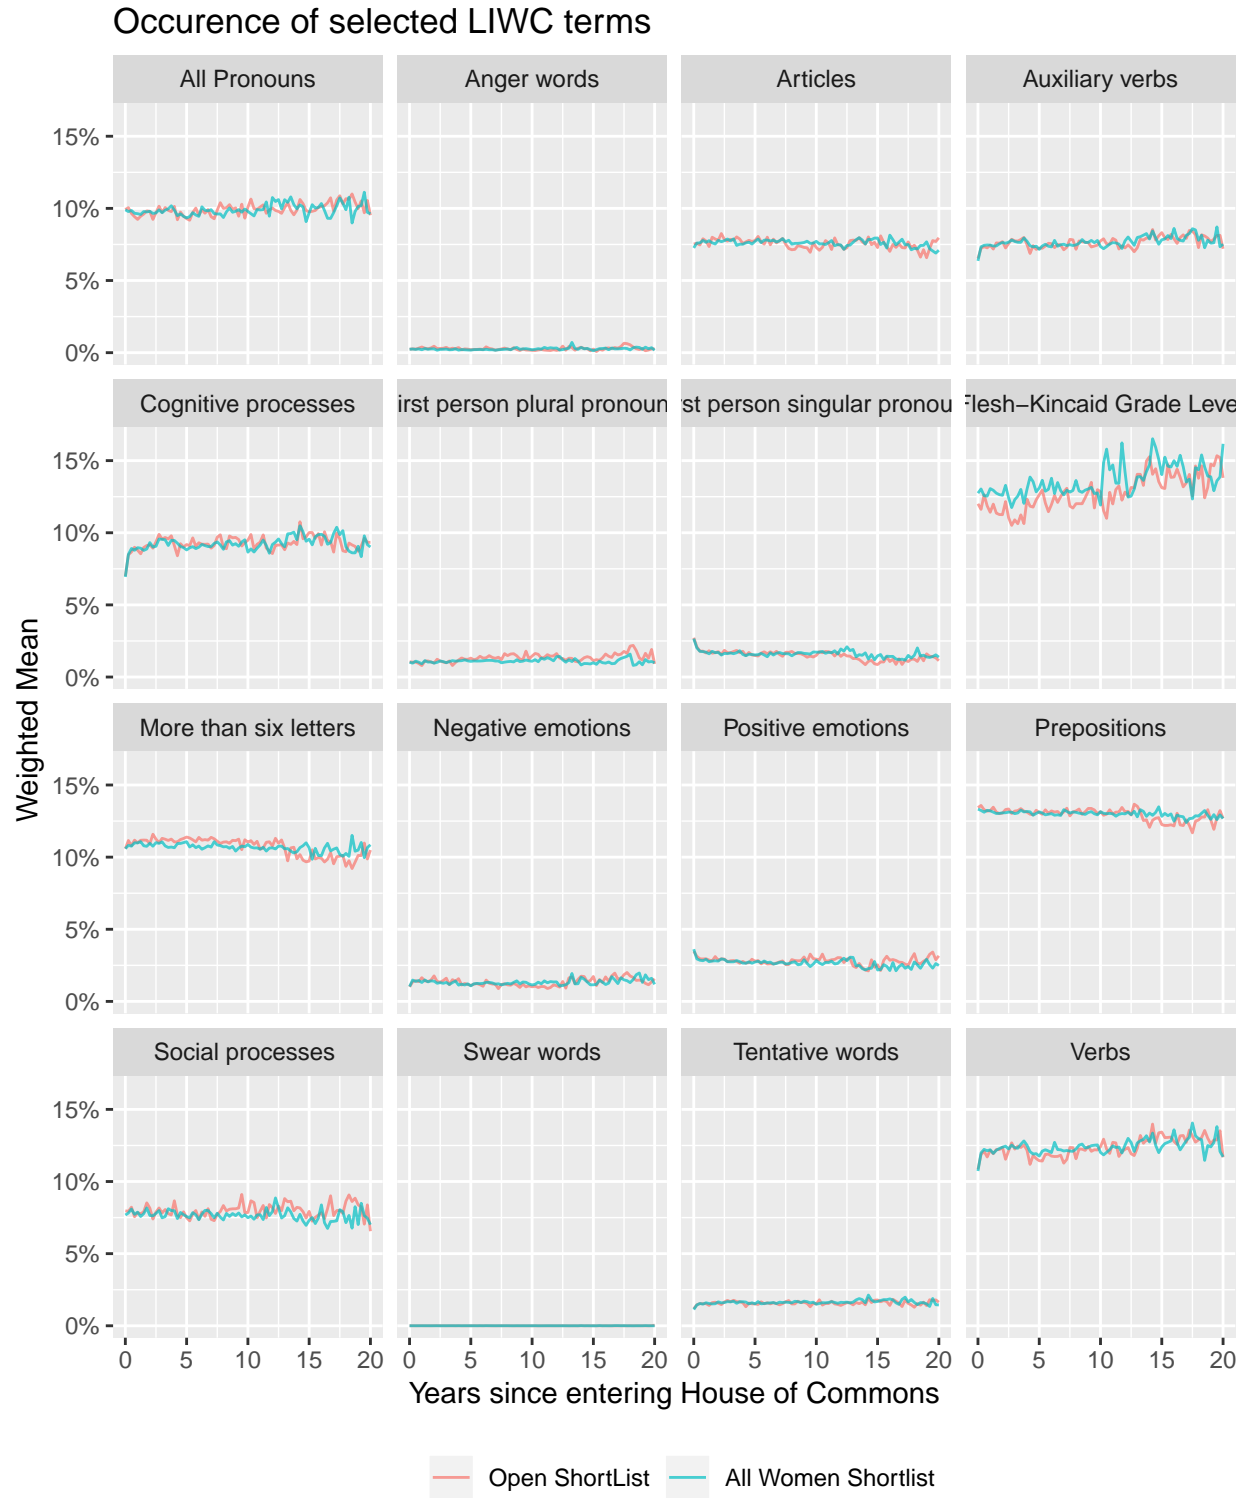 Occurence of selected LIWC terms
All Pronouns Anger words Articles Auxiliary verbs
15%
10%
5%
0%
Cognitive processes irst person plural pronoun rst person singular pronou Flesh−Kincaid Grade Leve
15%
10%
5%
0%
More than six letters Negative emotions Positive emotions Prepositions
15%
10%
5%
0%
Social processes Swear words Tentative words Verbs
15%
10%
5%
0%
0 5 10 15 20 0 5 10 15 20 0 5 10 15 20 0 5 10 15 20
Weighted Mean
Years since entering House of Commons
Open ShortList All Women Shortlist